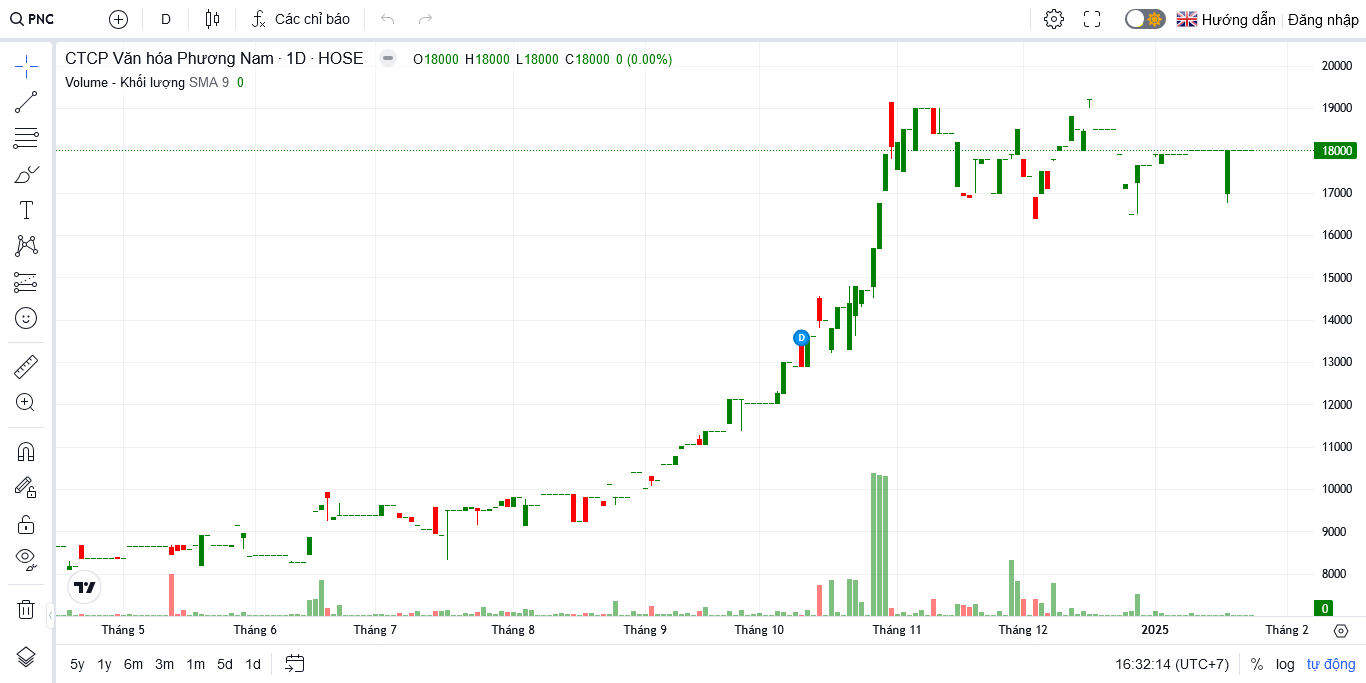 PNC D Các chỉ báo Hướng dẫn Đăng nhập
CTCP Văn hóa Phương Nam · 1D · HOSE O18000 H18000 L18000 C18000 0 (0.00%)
Volume - Khối lượng SMA 9 0
20000
19000
18000
17000
16000
15000
14000
13000
12000
11000
10000
9000
8000
0
D
Tháng 5 Tháng 6 Tháng 7 Tháng 8 Tháng 9 Tháng 10 Tháng 11 Tháng 12 2025 Tháng 2
5y 1y 6m 3m 1m 5d 1d 16:32:14 (UTC+7) % log tự động